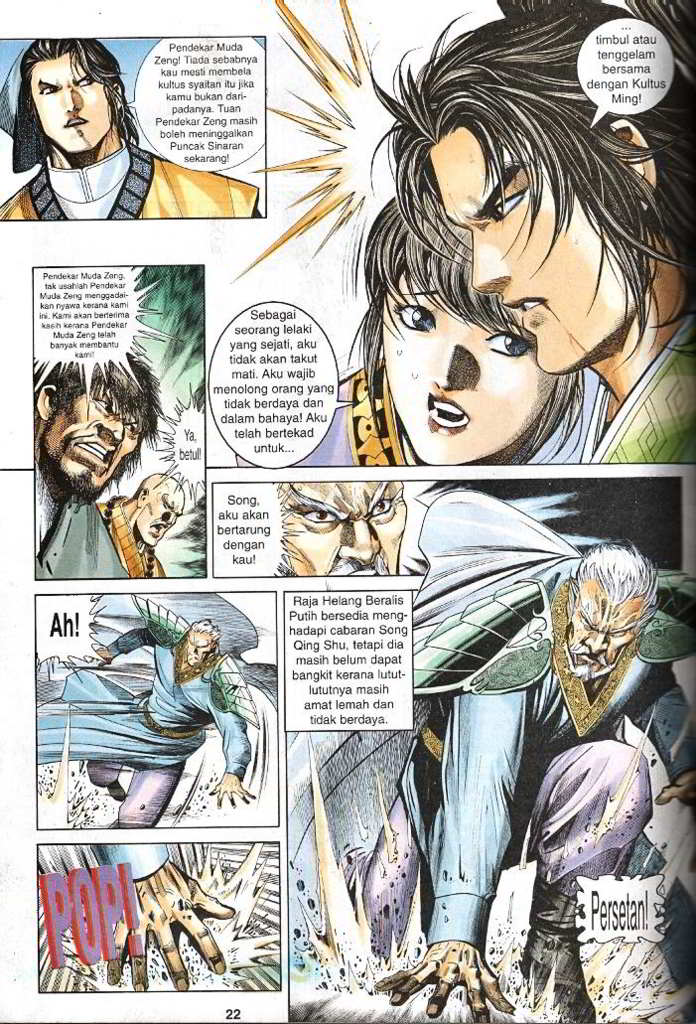 Pendekar Muda
Zeng! Tiada sebabnya
kau mesti membela
kultus syaitan itu jika
kamu bukan dari-
padanya. Tuan
Pendekar Zeng masih
boleh meninggalkan
Puncak Sinaran
sekarang!
...
timbul atau
tenggelam
bersama
dengan Kultus
Ming!
Pendekar Muda Zeng,
tak usahlah Pendekar
Muda Zeng menggadai-
kan nyawa kerana kami
ini. Kami akan berterima
kasih kerana Pendekar
Muda Zeng telah
banyak membantu
kami!
Ya,
betul!
Sebagai
seorang lelaki
yang sejati, aku
tidak akan takut
mati. Aku wajib
menolong orang yang
tidak berdaya dan
dalam bahaya! Aku
telah bertekad
untuk...
Song,
aku akan
bertarung
dengan
kau!
Ah!
Raja Helang Beralis
Putih bersedia meng-
hadapi cabaran Song
Qing Shu, tetapi dia
masih belum dapat
bangkit kerana lutut-
lututnya masih
amat lemah dan
tidak berdaya.
POP!
Persetan!
22